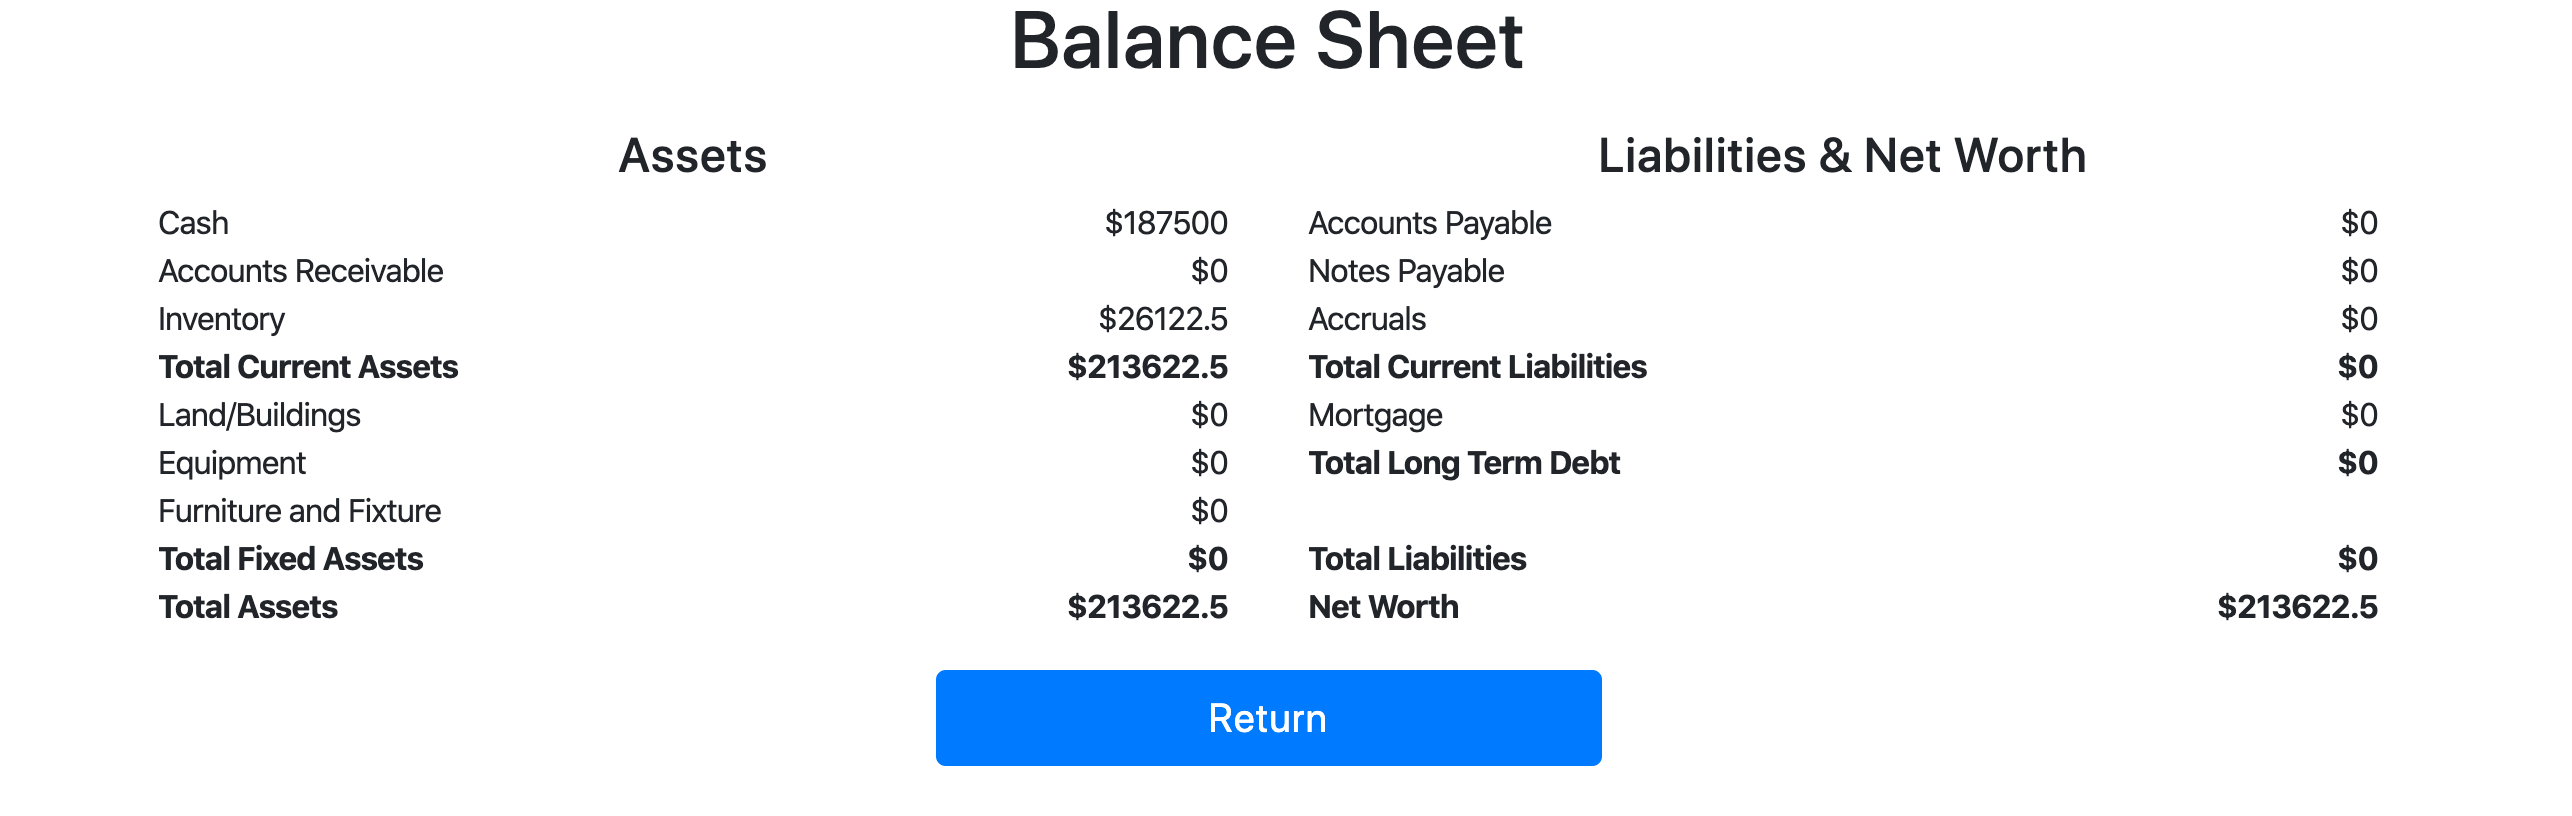 Balance Sheet
Assets
Cash $187500
Accounts Receivable $0
Inventory $26122.5
Total Current Assets $213622.5
Land/Buildings $0
Equipment $0
Furniture and Fixture $0
Total Fixed Assets $0
Total Assets $213622.5
Liabilities & Net Worth
Accounts Payable $0
Notes Payable $0
Accruals $0
Total Current Liabilities $0
Mortgage $0
Total Long Term Debt $0
Total Liabilities $0
Net Worth $213622.5
Return